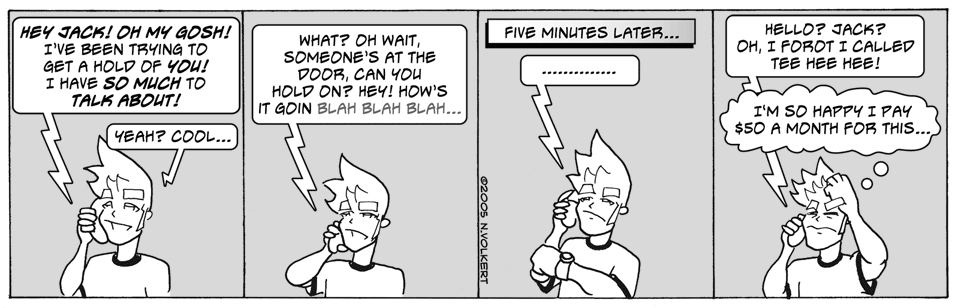 HEY JACK! OH MY GOSH!
I'VE BEEN TRYING TO
GET A HOLD OF YOU!
I HAVE SO MUCH TO
TALK ABOUT!
YEAH? COOL...
WHAT? OH WAIT,
SOMEONE'S AT THE
DOOR, CAN YOU
HOLD ON? HEY! HOW'S
IT GOIN BLAH BLAH BLAH...
FIVE MINUTES LATER...
..............
©2005 N.VOLKERT
HELLO? JACK?
OH, I FOROT I CALLED
TEE HEE HEE!
I'M SO HAPPY I PAY
$50 A MONTH FOR THIS...